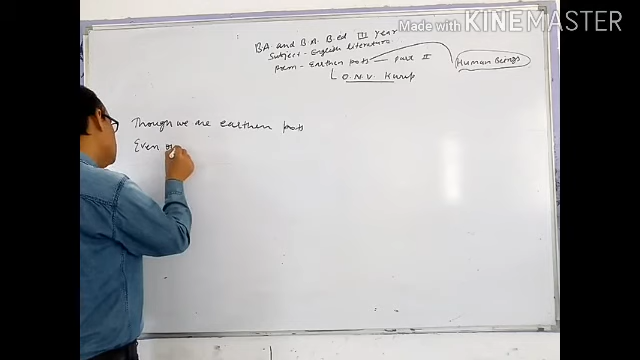 Made with KINEMASTER
BA. and B.A. B.ed III Year
Subject - English literature
Poem - Earthen pots - Part II
Human Beings
O.N.V. Kurup
Though we are earthen pots
Even